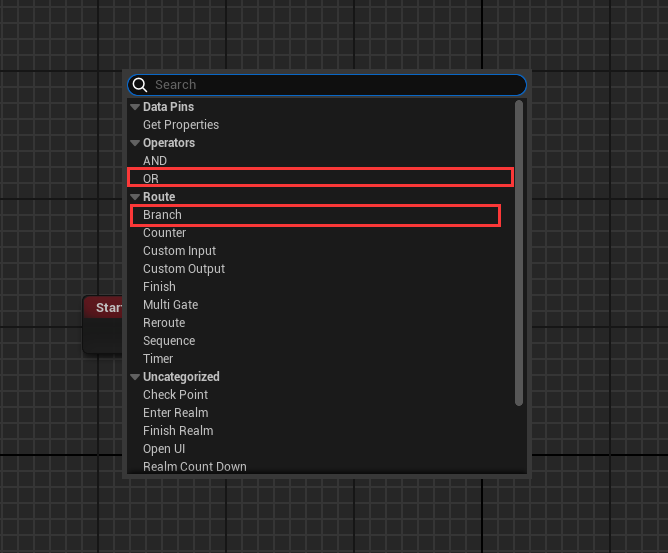 Search
Data Pins
Get Properties
Operators
AND
OR
Route
Branch
Counter
Custom Input
Custom Output
Finish
Star
Multi Gate
Reroute
Sequence
Timer
Uncategorized
Check Point
Enter Realm
Finish Realm
Open UI
Realm Count Down